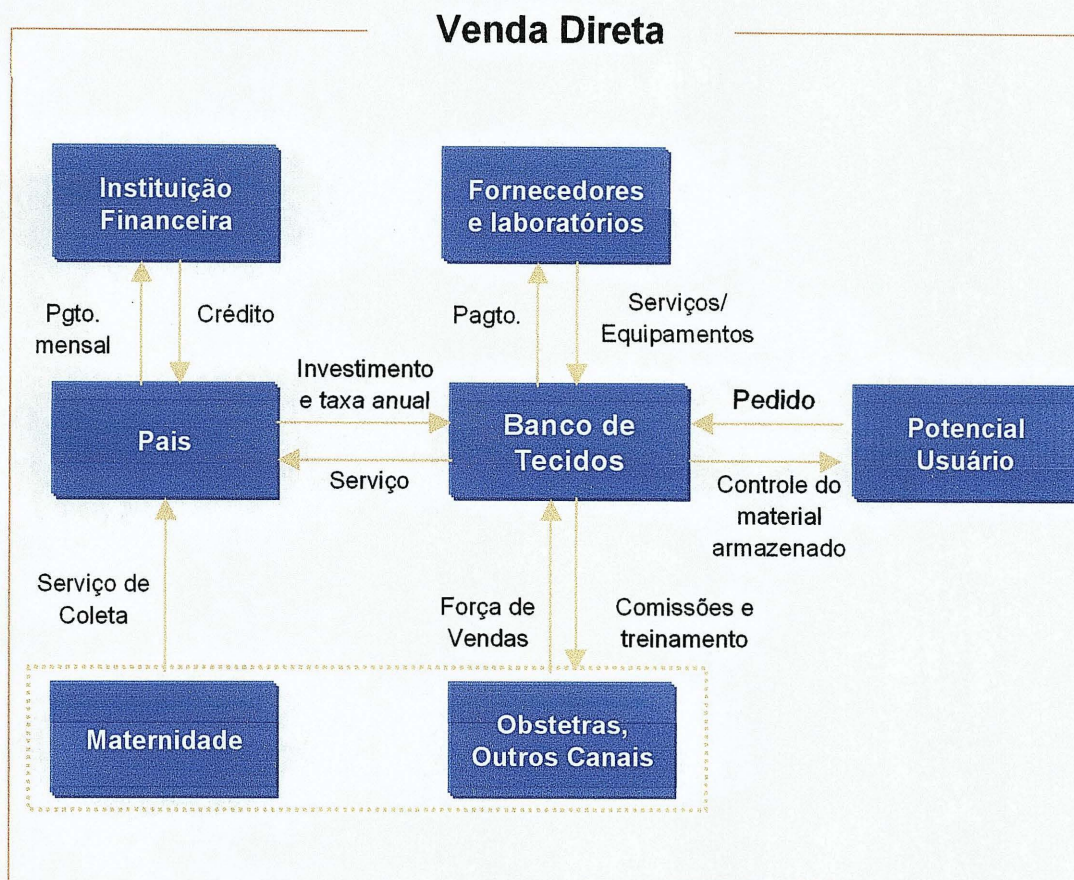 Venda Direta
Instituição
Financeira
Fornecedores
e laboratórios
Pgto.
mensal
Crédito
Pagto.
Serviços/
Equipamentos
Investimento
e taxa anual
Pedido
Pais
Banco de
Tecidos
Potencial
Usuário
Serviço
Controle do
material
armazenado
Serviço de
Coleta
Força de
Vendas
Comissões e
treinamento
Maternidade
Obstetras,
Outros Canais